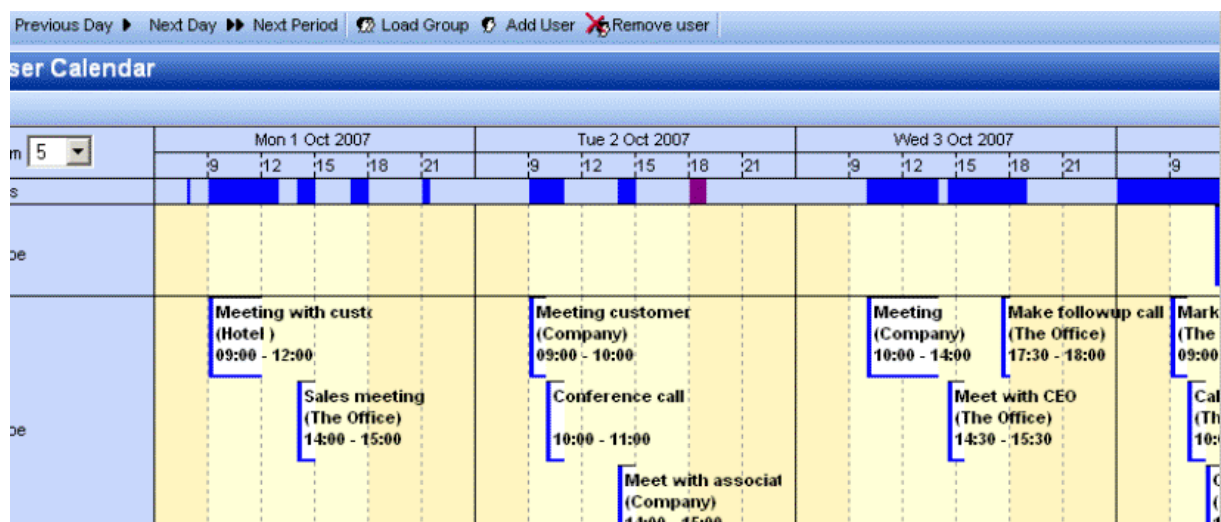 Previous Day Next Day Next Period Load Group Add User Remove user
ser Calendar
m 5
Mon 1 Oct 2007 Tue 2 Oct 2007 Wed 3 Oct 2007
9 12 15 18 21 9 12 15 18 21 9 12 15 18 21 9
s
pe
Meeting with custo
(Hotel )
09:00 - 12:00
Sales meeting
(The Office)
14:00 - 15:00
Meeting customer
(Company)
09:00 - 10:00
Conference call
10:00 - 11:00
Meet with associat
(Company)
14:00 - 15:00
Meeting
(Company)
10:00 - 14:00
Make followup call
(The Office)
17:30 - 18:00
Meet with CEO
(The Office)
14:30 - 15:30
Mark
(The
09:00
Cal
(Th
10:
pe